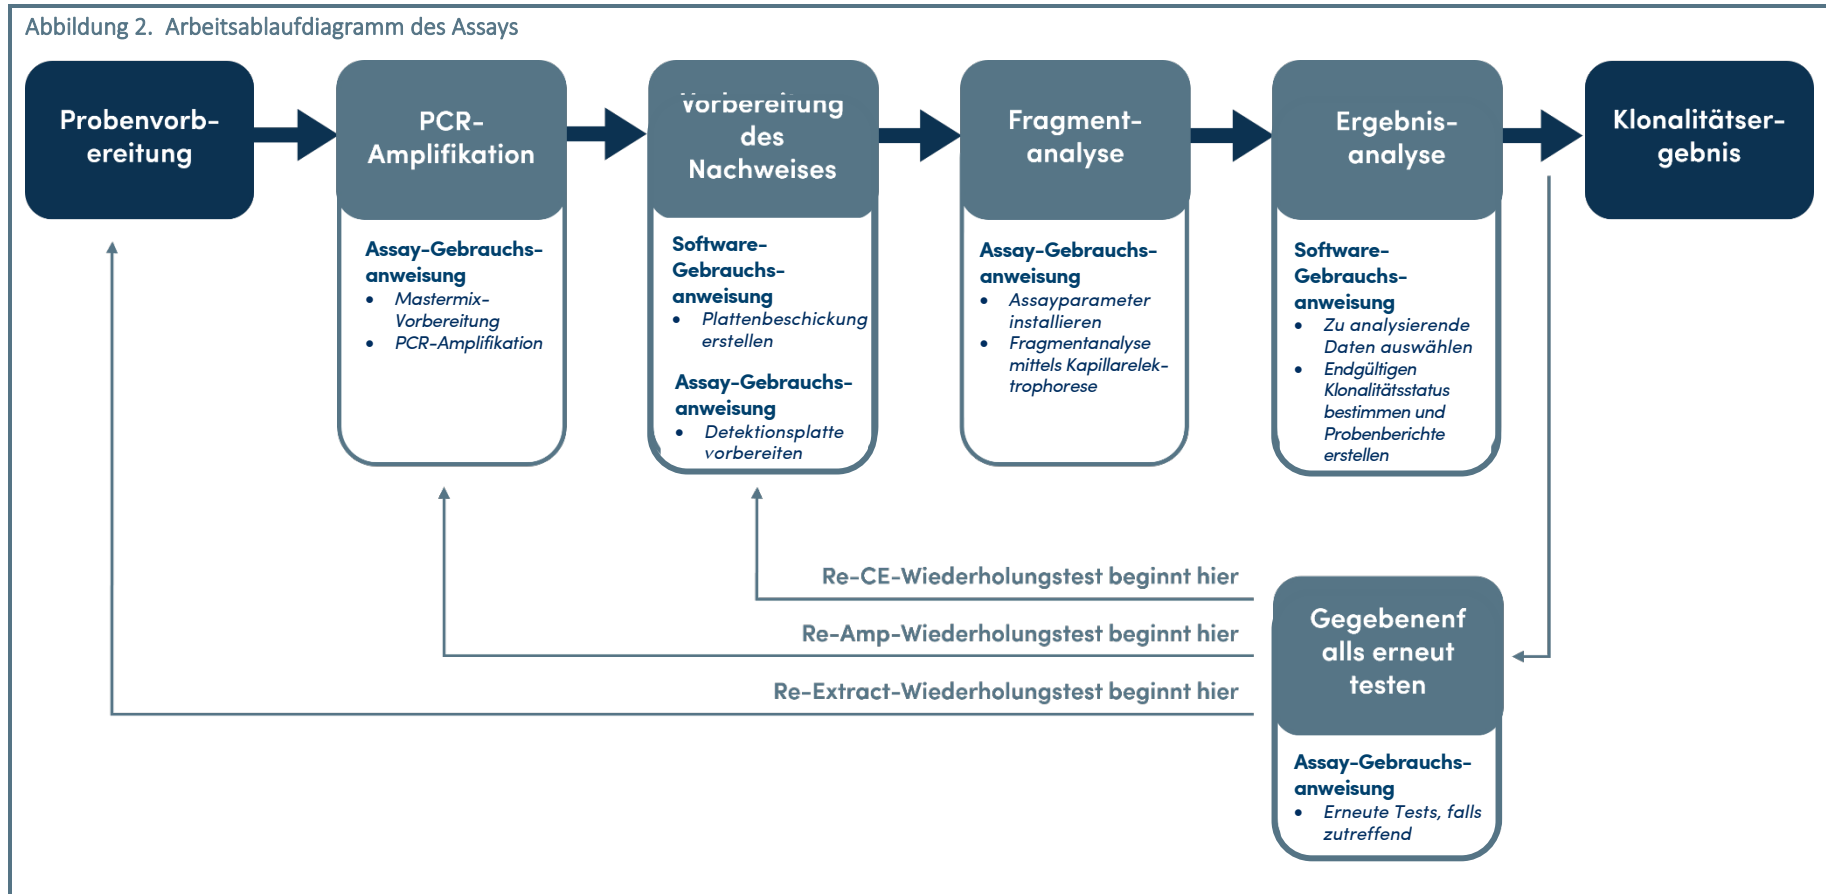 Abbildung 2. Arbeitsablaufdiagramm des Assays
Probenvorb-
ereitung
PCR-
Amplifikation
Vorbereitung
des
Nachweises
Fragment-
analyse
Ergebnis-
analyse
Klonalitätser-
gebnis
Assay-Gebrauchs-
anweisung
• Mastermix-
Vorbereitung
• PCR-Amplifikation
Software-
Gebrauchs-
anweisung
• Plattenbeschickung
erstellen
Assay-Gebrauchs-
anweisung
• Detektionsplatte
vorbereiten
Assay-Gebrauchs-
anweisung
• Assayparameter
installieren
• Fragmentanalyse
mittels Kapillarelek-
trophorese
Software-
Gebrauchs-
anweisung
• Zu analysierende
Daten auswählen
• Endgültigen
Klonalitätsstatus
bestimmen und
Probenberichte
erstellen
Re-CE-Wiederholungstest beginnt hier
Re-Amp-Wiederholungstest beginnt hier
Re-Extract-Wiederholungstest beginnt hier
Gegebenenf
alls erneut
testen
Assay-Gebrauchs-
anweisung
• Erneute Tests, falls
zutreffend